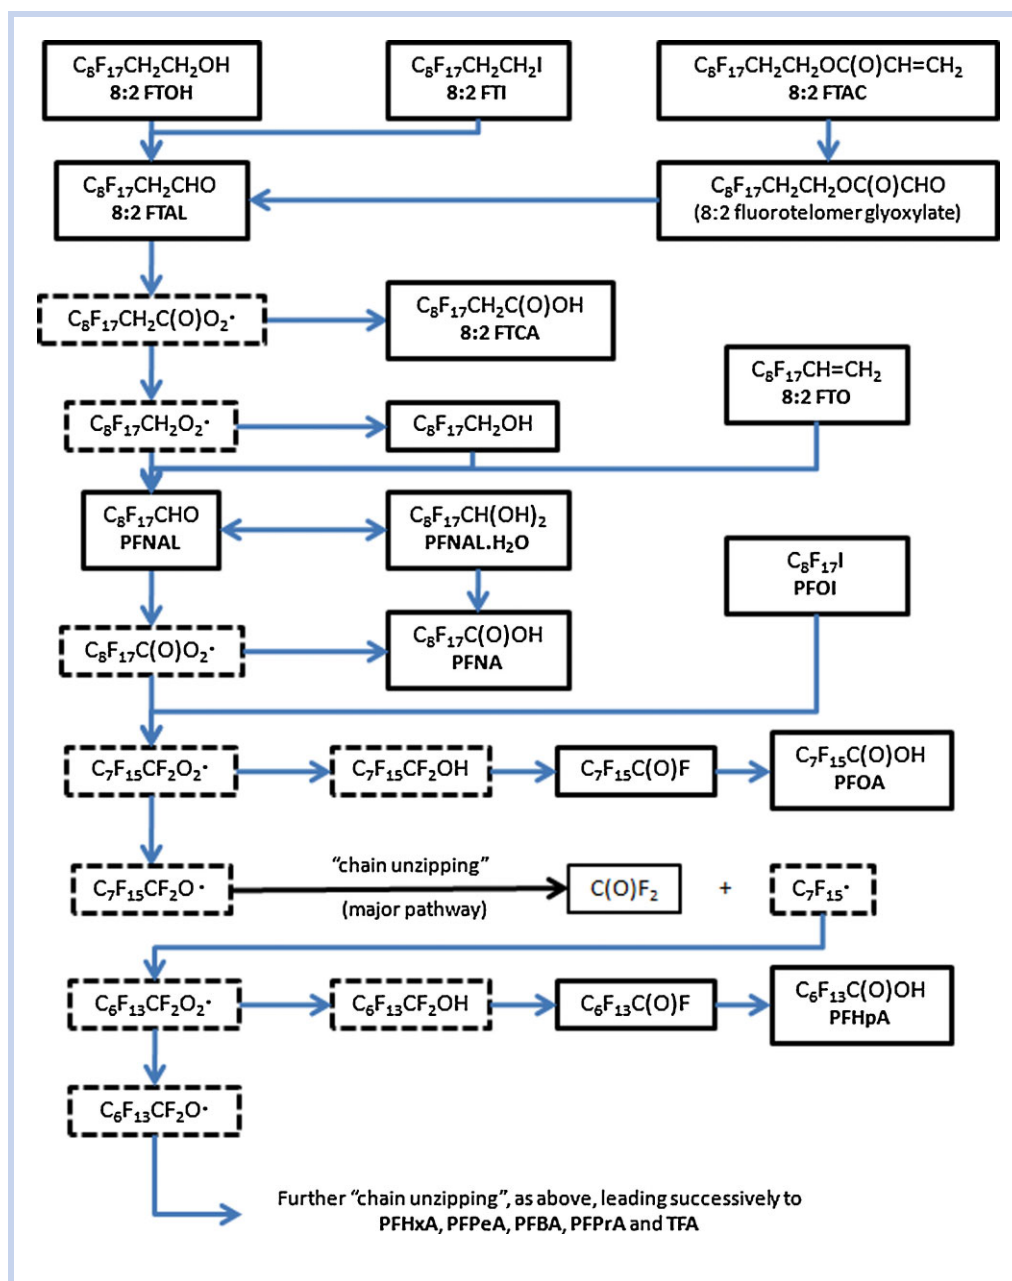 C₈F₁₇CH₂CH₂OH
8:2 FTOH
C₈F₁₇CH₂CH₂I
8:2 FTI
C₈F₁₇CH₂CH₂OC(O)CH=CH₂
8:2 FTAC
C₈F₁₇CH₂CHO
8:2 FTAL
C₈F₁₇CH₂CH₂OC(O)CHO
(8:2 fluorotelomer glyoxylate)
C₈F₁₇CH₂C(O)O₂•
C₈F₁₇CH₂C(O)OH
8:2 FTCA
C₈F₁₇CH=CH₂
8:2 FTO
C₈F₁₇CH₂O₂•
C₈F₁₇CH₂OH
C₈F₁₇CHO
PFNAL
C₈F₁₇CH(OH)₂
PFNAL.H₂O
C₈F₁₇I
PFOI
C₈F₁₇C(O)O₂•
C₈F₁₇C(O)OH
PFNA
C₇F₁₅CF₂O₂•
C₇F₁₅CF₂OH
C₇F₁₅C(O)F
C₇F₁₅C(O)OH
PFOA
C₇F₁₅CF₂O•
"chain unzipping"
(major pathway)
C(O)F₂
+
C₇F₁₅•
C₆F₁₃CF₂O₂•
C₆F₁₃CF₂OH
C₆F₁₃C(O)F
C₆F₁₃C(O)OH
PFHpA
C₆F₁₃CF₂O•
Further "chain unzipping", as above, leading successively to
PFHxA, PFPeA, PFBA, PFPrA and TFA